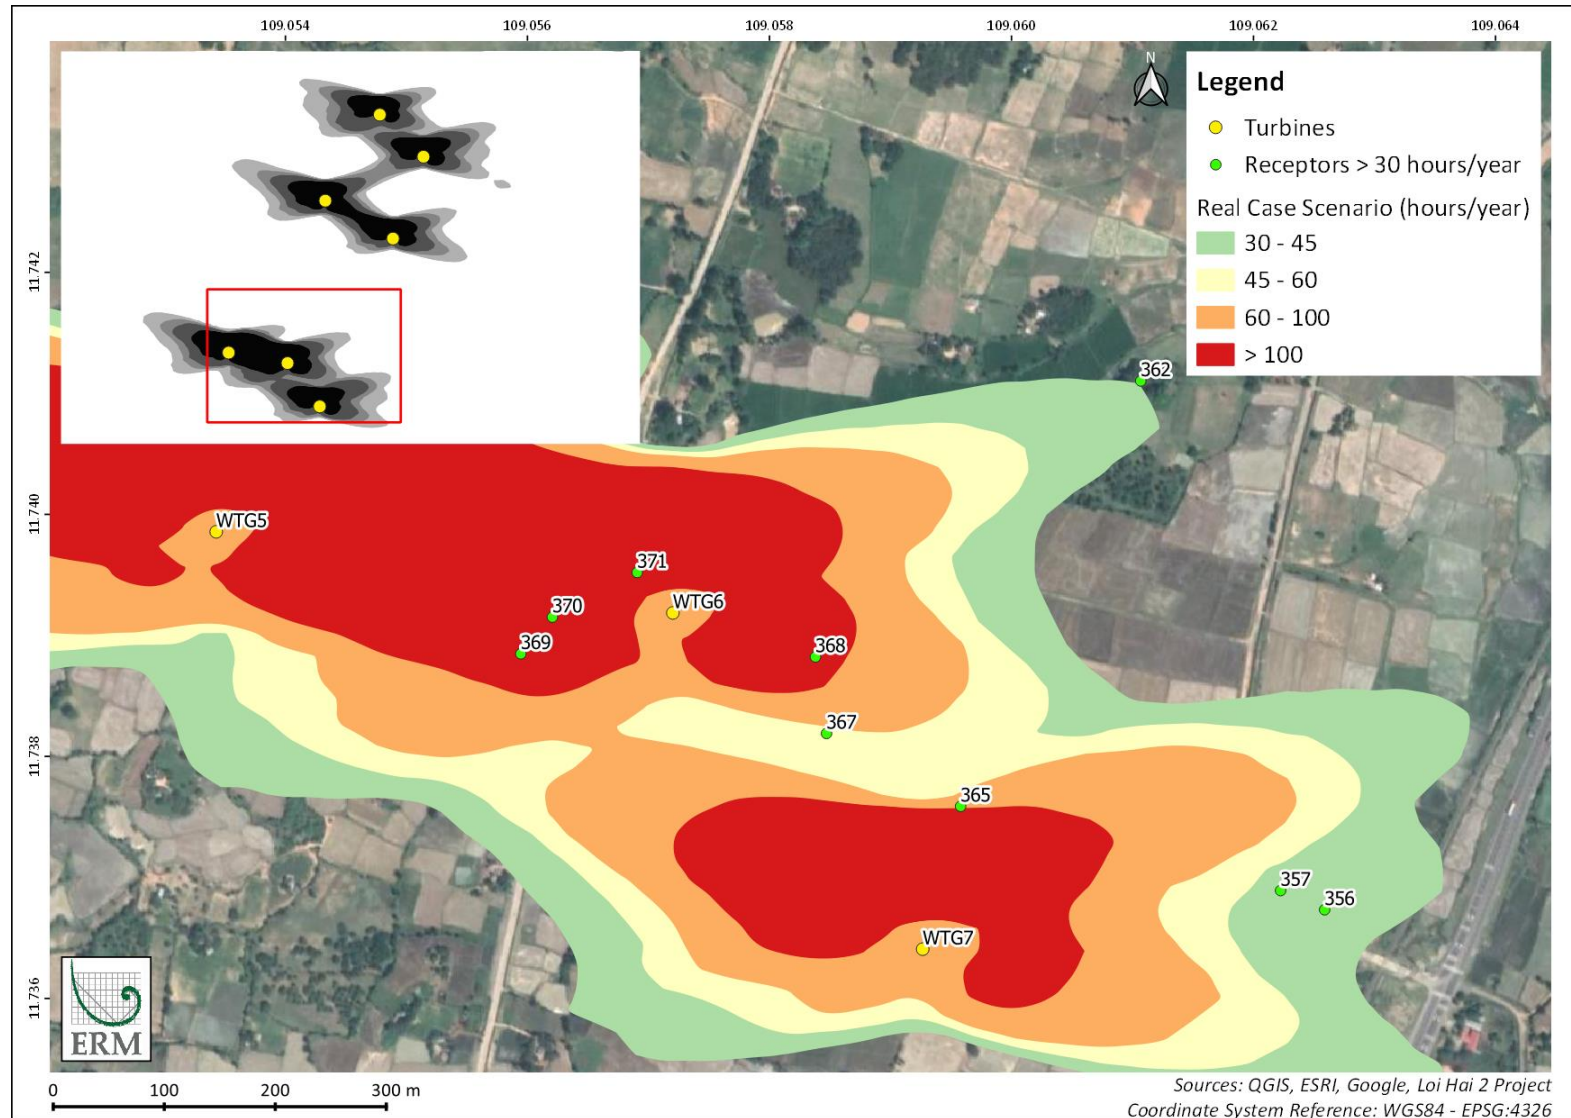 109.054
109.056
109.058
109.060
109.062
109.064
11.742
11.740
11.738
11.736
Legend
Turbines
Receptors > 30 hours/year
Real Case Scenario (hours/year)
30 - 45
45 - 60
60 - 100
> 100
362
WTG5
371
370
WTG6
369
368
367
365
357
356
WTG7
ERM
N
0
100
200
300 m
Sources: QGIS, ESRI, Google, Loi Hai 2 Project
Coordinate System Reference: WGS84 - EPSG:4326